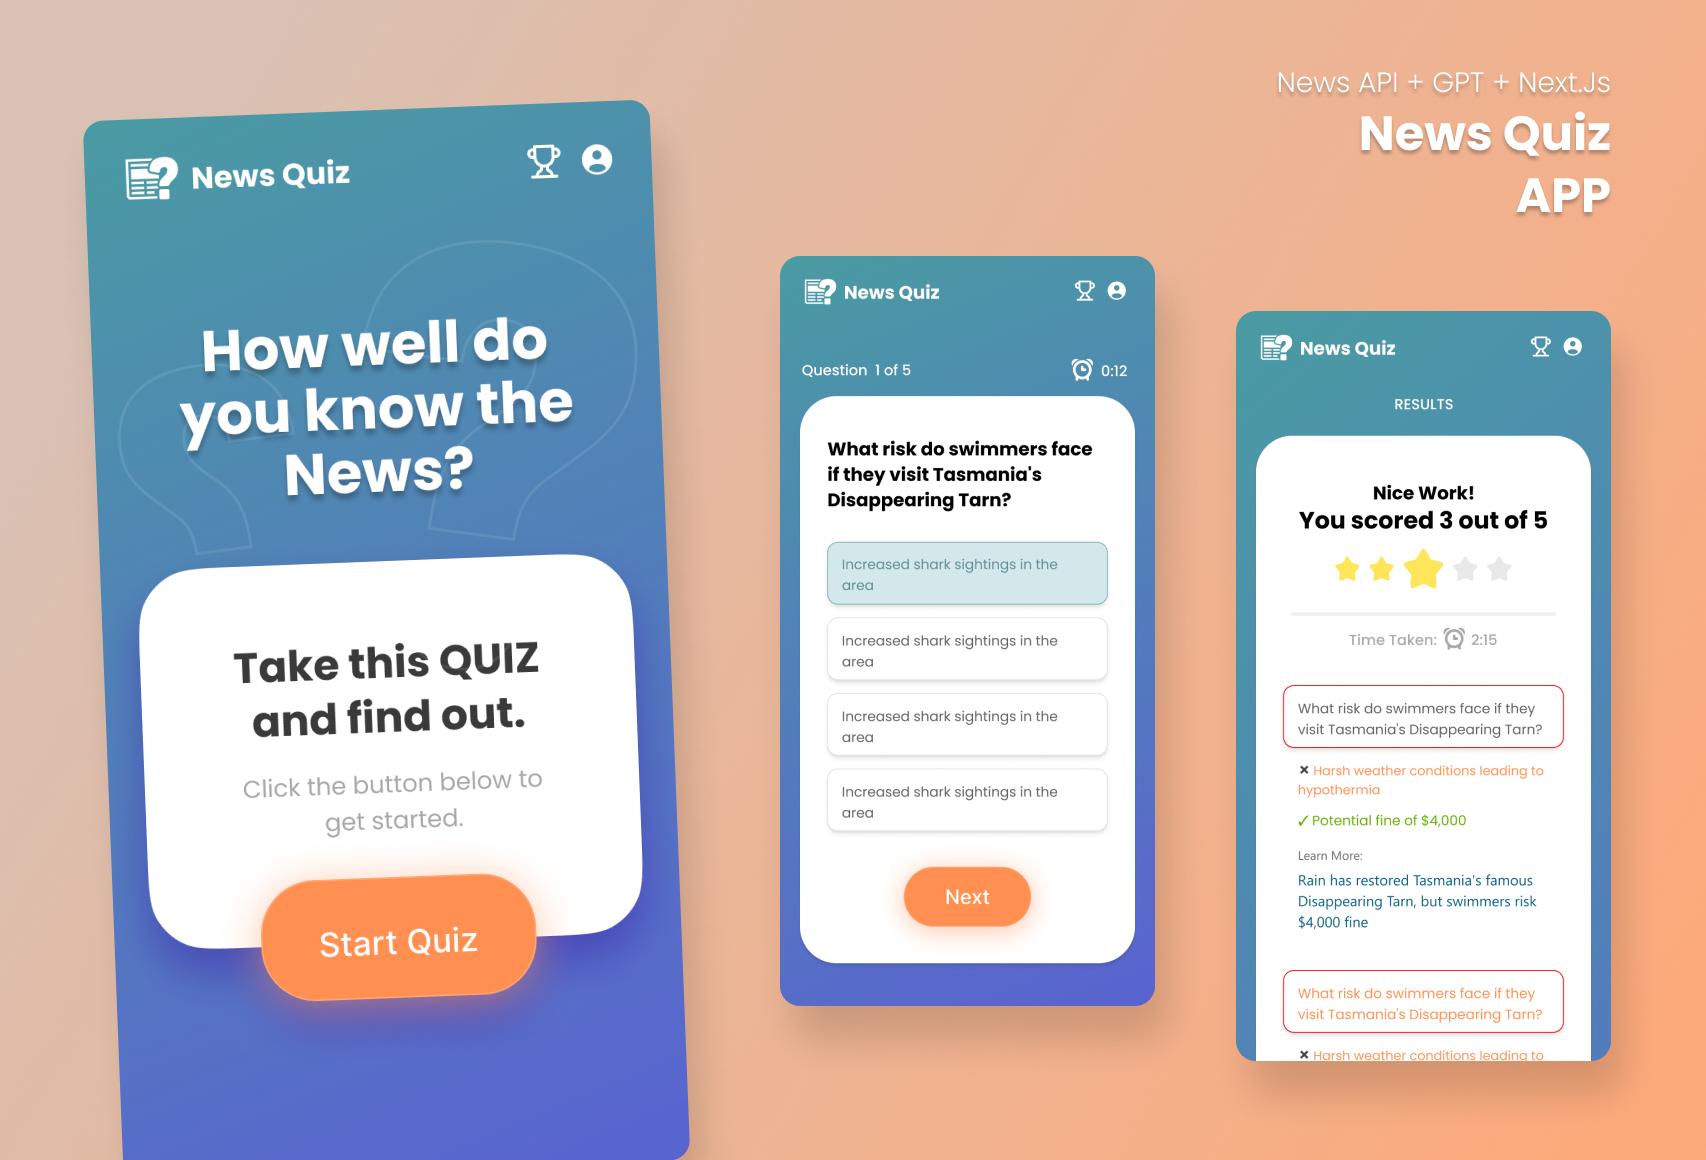 News API + GPT + Next.Js
News Quiz
APP
News Quiz
How well do
you know the
News?
Take this QUIZ
and find out.
Click the button below to
get started.
Start Quiz
News Quiz
Question 1 of 5
0:12
What risk do swimmers face
if they visit Tasmania's
Disappearing Tarn?
Increased shark sightings in the
area
Increased shark sightings in the
area
Increased shark sightings in the
area
Increased shark sightings in the
area
Next
News Quiz
RESULTS
Nice Work!
You scored 3 out of 5
Time Taken: 2:15
What risk do swimmers face if they
visit Tasmania's Disappearing Tarn?
× Harsh weather conditions leading to
hypothermia
✓ Potential fine of $4,000
Learn More:
Rain has restored Tasmania's famous
Disappearing Tarn, but swimmers risk
$4,000 fine
What risk do swimmers face if they
visit Tasmania's Disappearing Tarn?
× Harsh weather conditions leading to